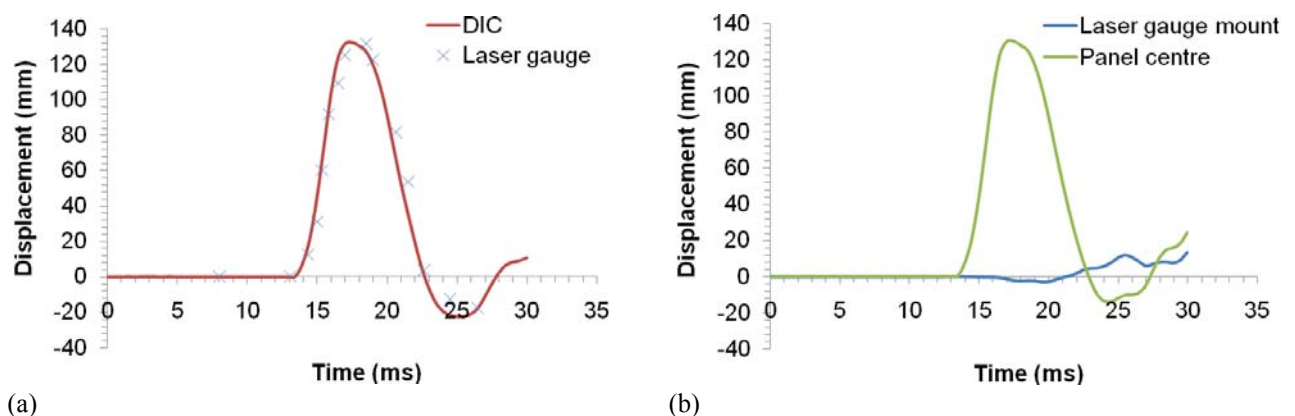 DIC
Laser gauge
140
120
100
80
60
40
20
0
-20
-40
Displacement (mm)
0 5 10 15 20 25 30 35
Time (ms)
(a)
Laser gauge mount
Panel centre
140
120
100
80
60
40
20
0
-20
-40
Displacement (mm)
0 5 10 15 20 25 30 35
Time (ms)
(b)